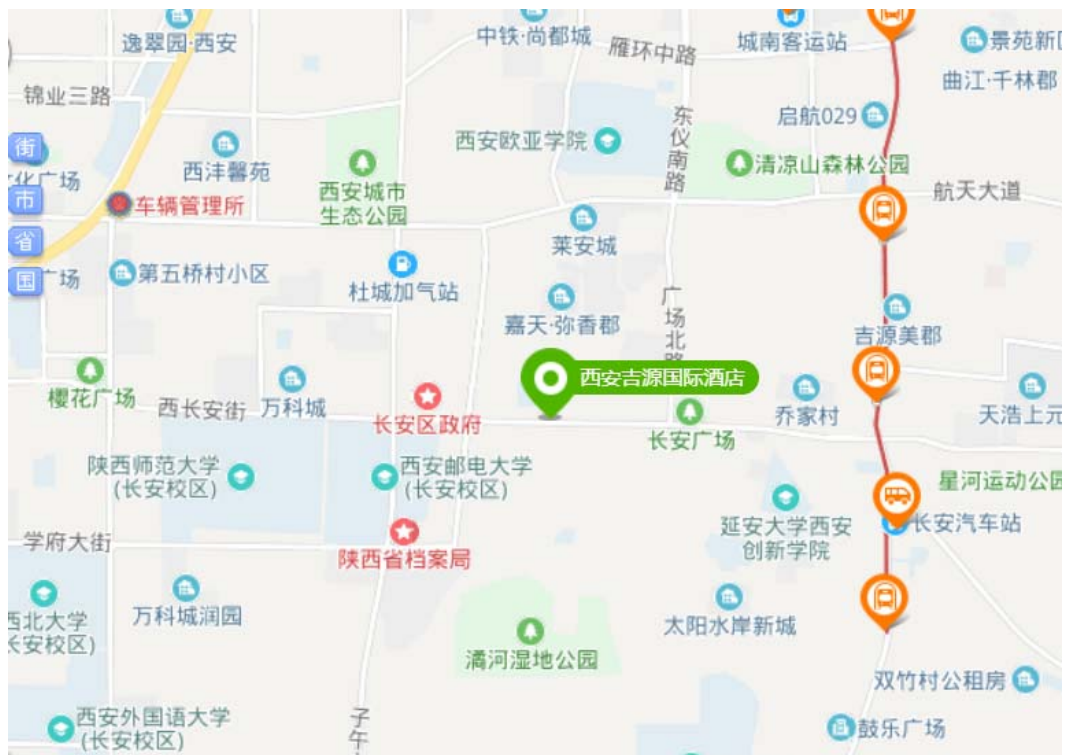 逸翠园·西安
中铁·尚都城
雁环中路
城南客运站
景苑新
曲江·千林郡
锦业三路
启航029
东仪南路
西安欧亚学院
街
西沣馨苑
西安城市
生态公园
清凉山森林公园
化广场
市
车辆管理所
航天大道
省
莱安城
国
广场
第五桥村小区
杜城加气站
嘉天·弥香郡
广场北路
吉源美郡
西安吉源国际酒店
樱花广场
西长安街
万科城
长安区政府
长安广场
乔家村
天浩上元
陕西师范大学
(长安校区)
西安邮电大学
(长安校区)
星河运动公园
延安大学西安
创新学院
长安汽车站
学府大街
陕西省档案局
西北大学
长安校区)
万科城润园
太阳水岸新城
潏河湿地公园
双竹村公租房
西安外国语大学
(长安校区)
子午
鼓乐广场